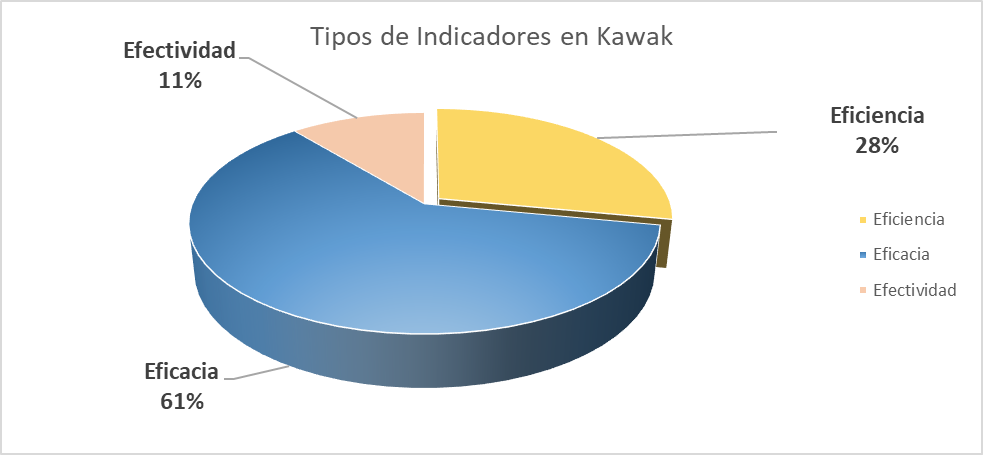 Tipos de Indicadores en Kawak
Efectividad
11%
Eficiencia
28%
Eficacia
61%
Eficiencia
Eficacia
Efectividad